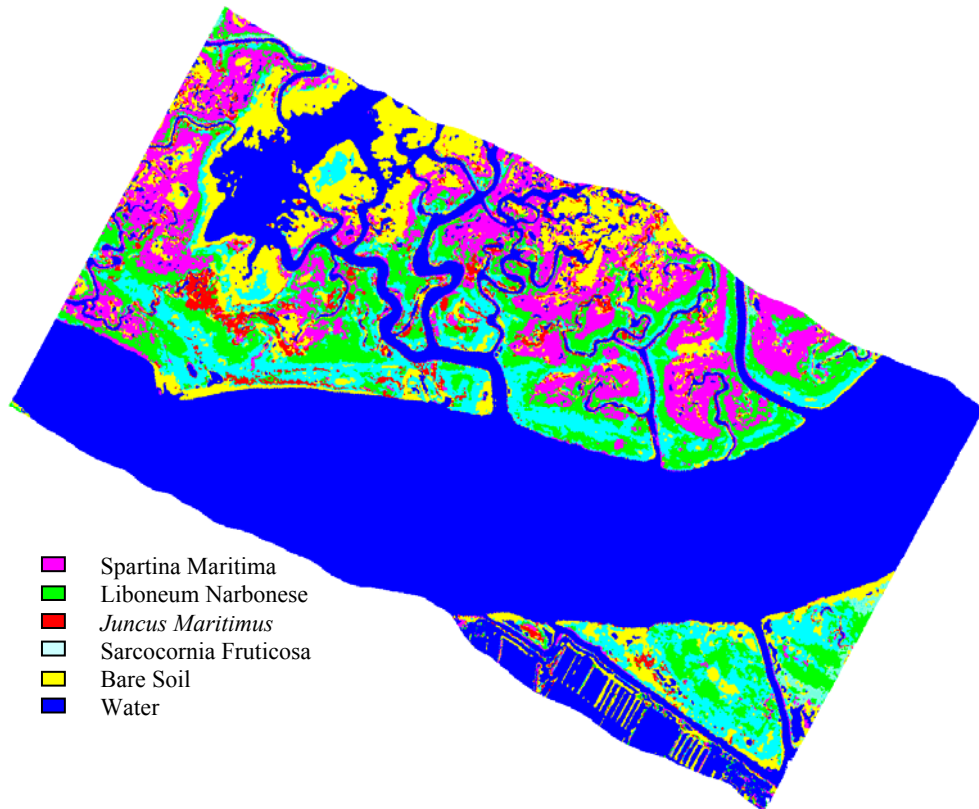 Spartina Maritima
Liboneum Narbonese
Juncus Maritimus
Sarcocornia Fruticosa
Bare Soil
Water